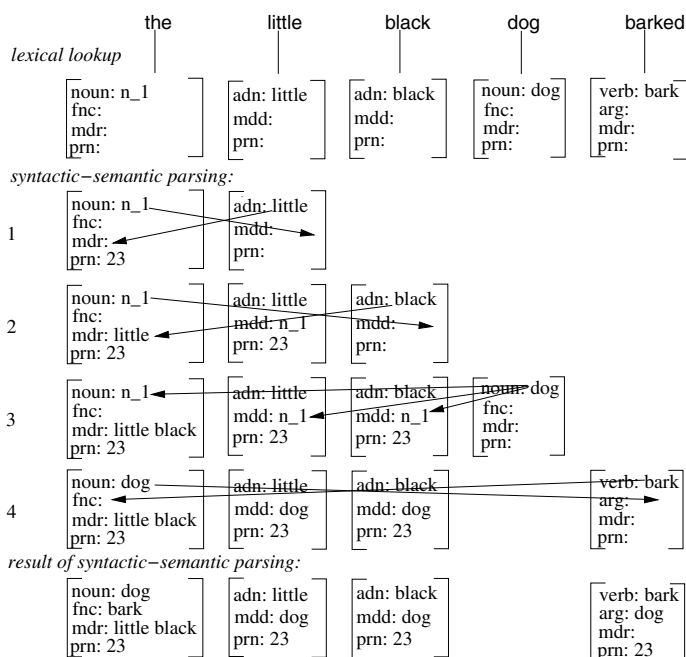 the little black dog barked
lexical lookup
noun: n_1 adn: little adn: black noun: dog verb: bark
fnc: mdd: mdd: fnc: arg:
mdr: prn: prn: mdr: mdr:
prn: prn: prn:
syntactic−semantic parsing:
noun: n_1 adn: little
1 fnc: mdd:
mdr: prn:
prn: 23
noun: n_1 adn: little adn: black
2 fnc: mdd: n_1 mdd:
mdr: little prn: 23 prn:
prn: 23
noun: n_1 adn: little adn: black noun: dog
3 fnc: mdd: n_1 mdd: n_1 fnc:
mdr: little black prn: 23 prn: 23 mdr:
prn: 23 prn:
noun: dog adn: little adn: black verb: bark
4 fnc: mdd: dog mdd: dog arg:
mdr: little black prn: 23 prn: 23 mdr:
prn: 23 prn:
result of syntactic−semantic parsing:
noun: dog adn: little adn: black verb: bark
fnc: bark mdd: dog mdd: dog arg: dog
mdr: little black prn: 23 prn: 23 mdr:
prn: 23 prn: 23